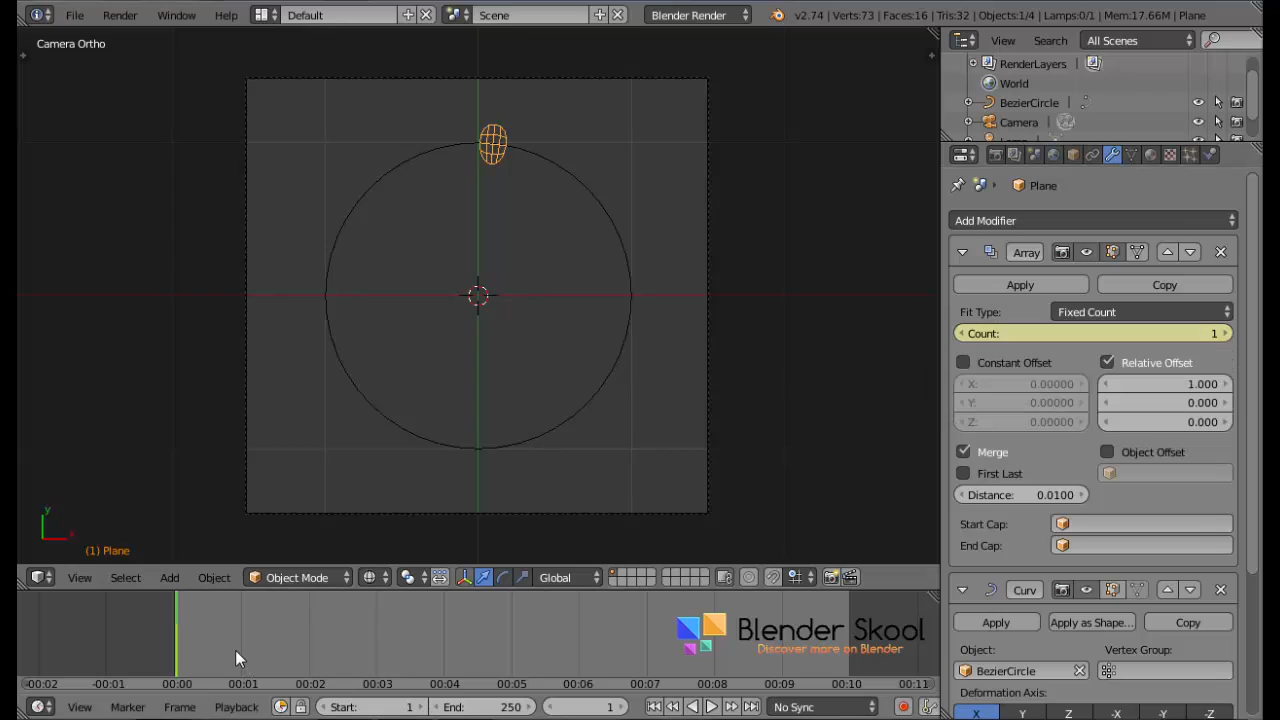 File Render Window Help Default Scene Blender Render v2.74 | Verts:73 | Faces:16 | Tris:32 | Objects:1/4 | Lamps:0/1 | Mem:17.66M | Plane
Camera Ortho
View Search All Scenes
RenderLayers
World
BezierCircle
Camera
Plane
Add Modifier
Array
Apply Copy
Fit Type: Fixed Count
Count: 1
Constant Offset Relative Offset
X: 0.00000 1.000
Y: 0.00000 0.000
Z: 0.00000 0.000
Merge Object Offset
First Last
Distance: 0.0100
Start Cap:
End Cap:
y
x
(1) Plane
View Select Add Object Object Mode Global
Curv
Apply Apply as Shape... Copy
Object: Vertex Group:
BezierCircle
Deformation Axis:
X Y Z -X -Y -Z
Blender Skool
Discover more on Blender
-00:02 -00:01 00:00 00:01 00:02 00:03 00:04 00:05 00:06 00:07 00:08 00:09 00:10 00:11
View Marker Frame Playback Start: 1 End: 250 1 No Sync